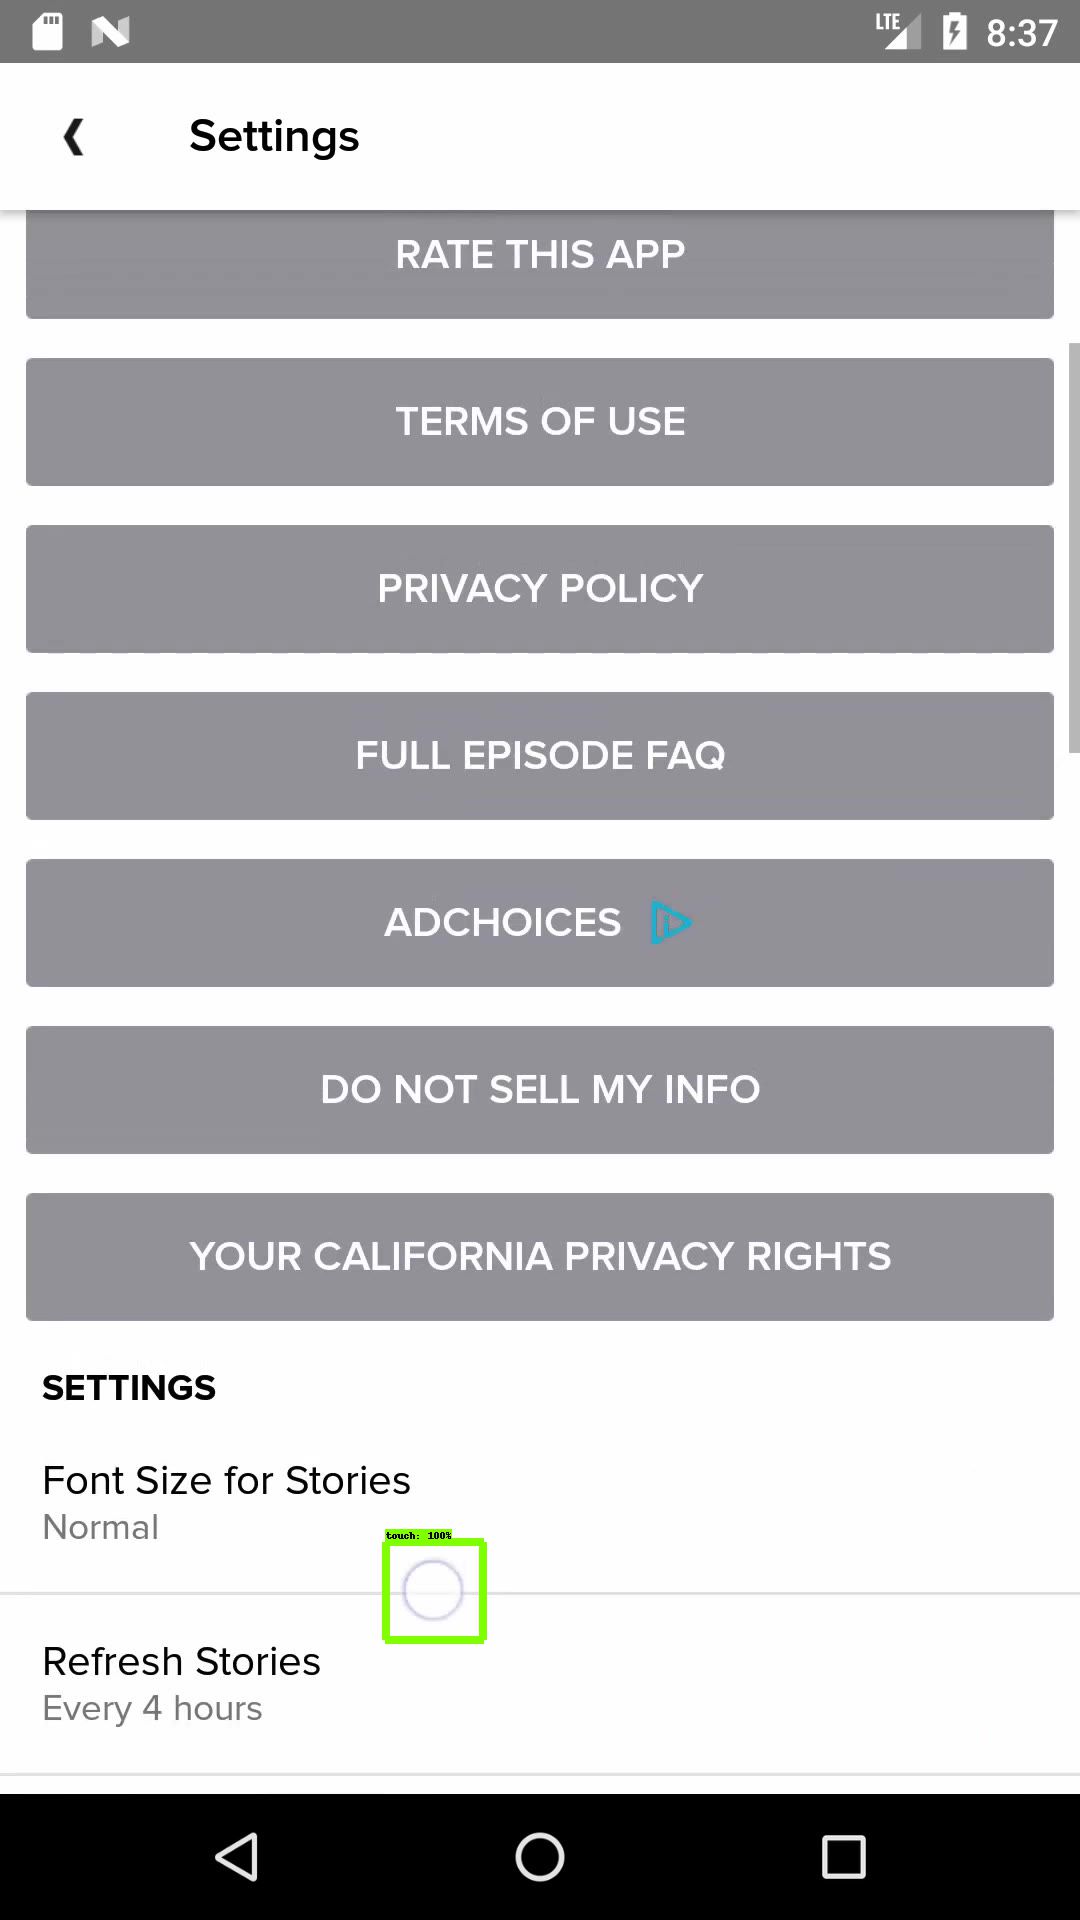 LTE 8:37
Settings
RATE THIS APP
TERMS OF USE
PRIVACY POLICY
FULL EPISODE FAQ
ADCHOICES
DO NOT SELL MY INFO
YOUR CALIFORNIA PRIVACY RIGHTS
SETTINGS
Font Size for Stories
Normal
touch: 100%
Refresh Stories
Every 4 hours